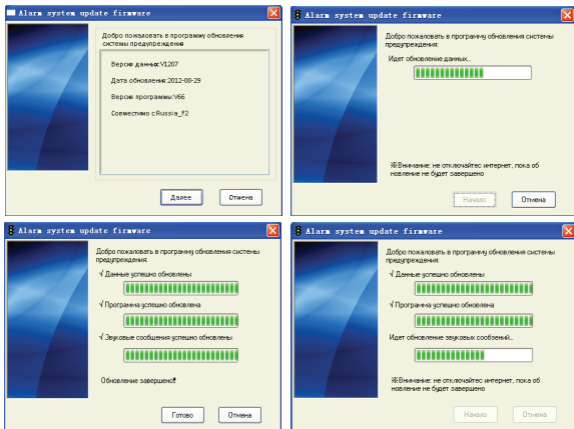 Alarm system update firmware
Добро пожаловать в программу обновления
системы предупреждения
Версия данных:V1207
Дата обновления:2012-08-29
Версия программы:V66
Совместимо с:Russia_F2
Далее
Отмена
Alarm system update firmware
Добро пожаловать в программу обновления системы
предупреждения:
Идет обновление данных..
※Внимание: не отключайтес интернет, пока об
новление не будет завершено
Начало
Отмена
Alarm system update firmware
Добро пожаловать в программу обновления системы
предупреждения:
√ Данные успешно обновлены
√ Программа успешно обновлена
√ Звуковые сообщения успешно обновлены
Обновление завершено!
Готово
Отмена
Alarm system update firmware
Добро пожаловать в программу обновления системы
предупреждения:
√ Данные успешно обновлены
√ Программа успешно обновлена
Идет обновление звуковых сообзений..
※Внимание: не отключайтес интернет, пока об
новление не будет завершено
Начало
Отмена